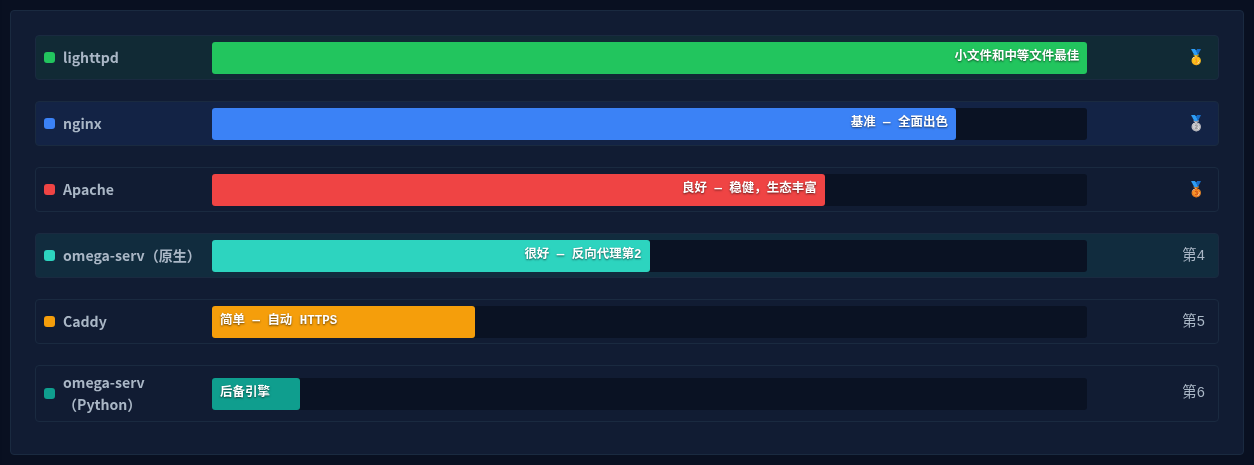 lighttpd 小文件和中等文件最佳
nginx 基准 — 全面出色
Apache 良好 — 稳健，生态丰富
omega-serv（原生） 很好 — 反向代理第2 第4
Caddy 简单 — 自动 HTTPS 第5
omega-serv
（Python） 后备引擎 第6